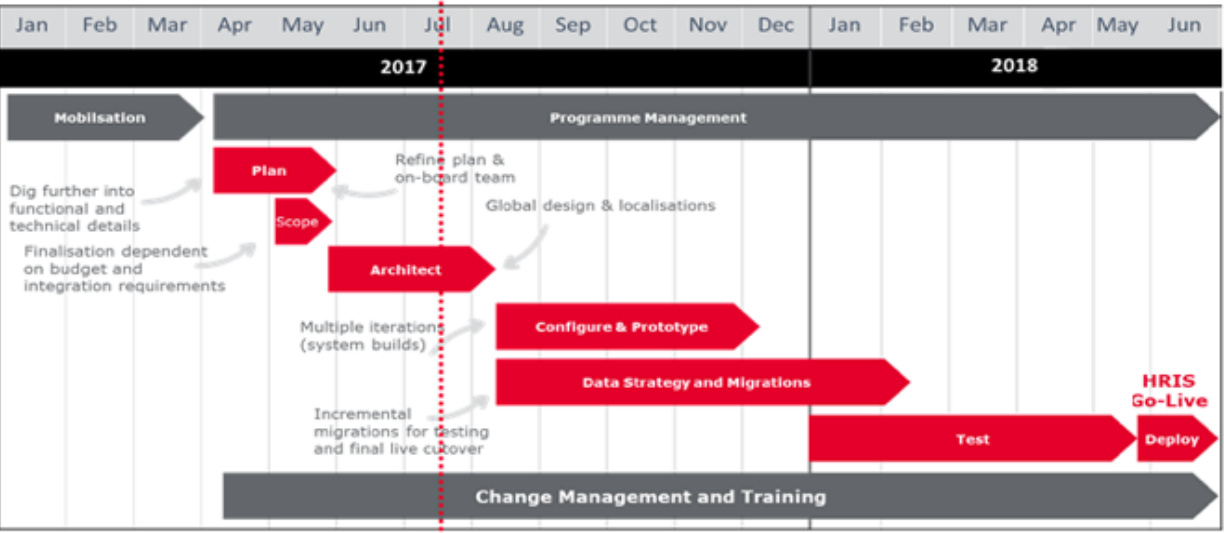 Jan Feb Mar Apr May Jun Jul Aug Sep Oct Nov Dec Jan Feb Mar Apr May Jun
2017 2018
Mobilsation
Programme Management
Plan
Refine plan &
on-board team
Dig further into
functional and
technical details
Scope
Global design & localisations
Finalisation dependent
on budget and
integration requirements
Architect
Multiple iterations
(system builds)
Configure & Prototype
Data Strategy and Migrations
Incremental
migrations for testing
and final live cutover
HRIS
Go-Live
Test
Deploy
Change Management and Training